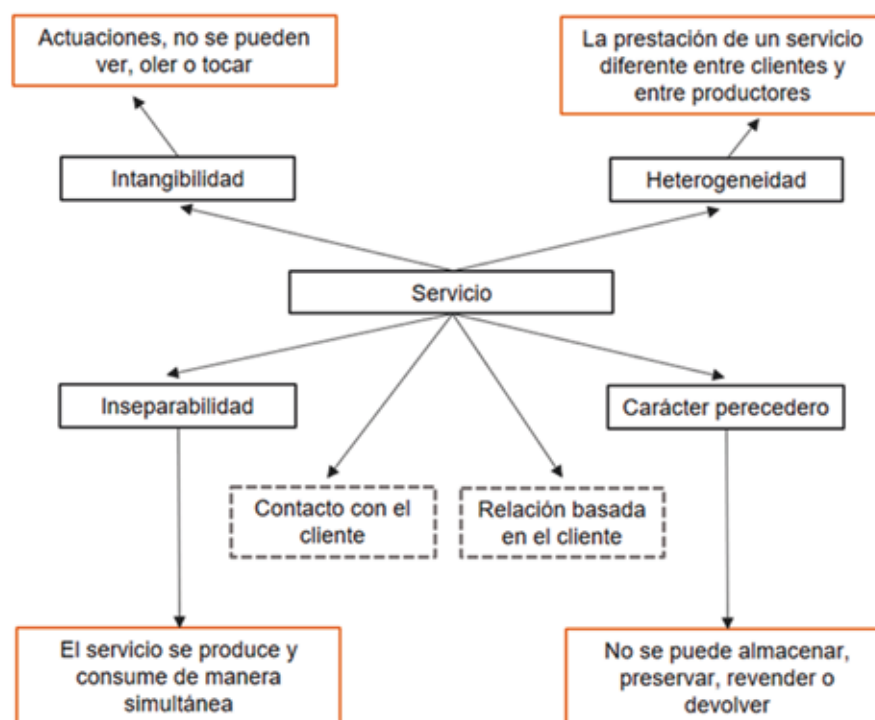 Actuaciones, no se pueden
ver, oler o tocar
La prestación de un servicio
diferente entre clientes y
entre productores
Intangibilidad
Heterogeneidad
Servicio
Inseparabilidad
Carácter perecedero
Contacto con el
cliente
Relación basada
en el cliente
El servicio se produce y
consume de manera
simultánea
No se puede almacenar,
preservar, revender o
devolver